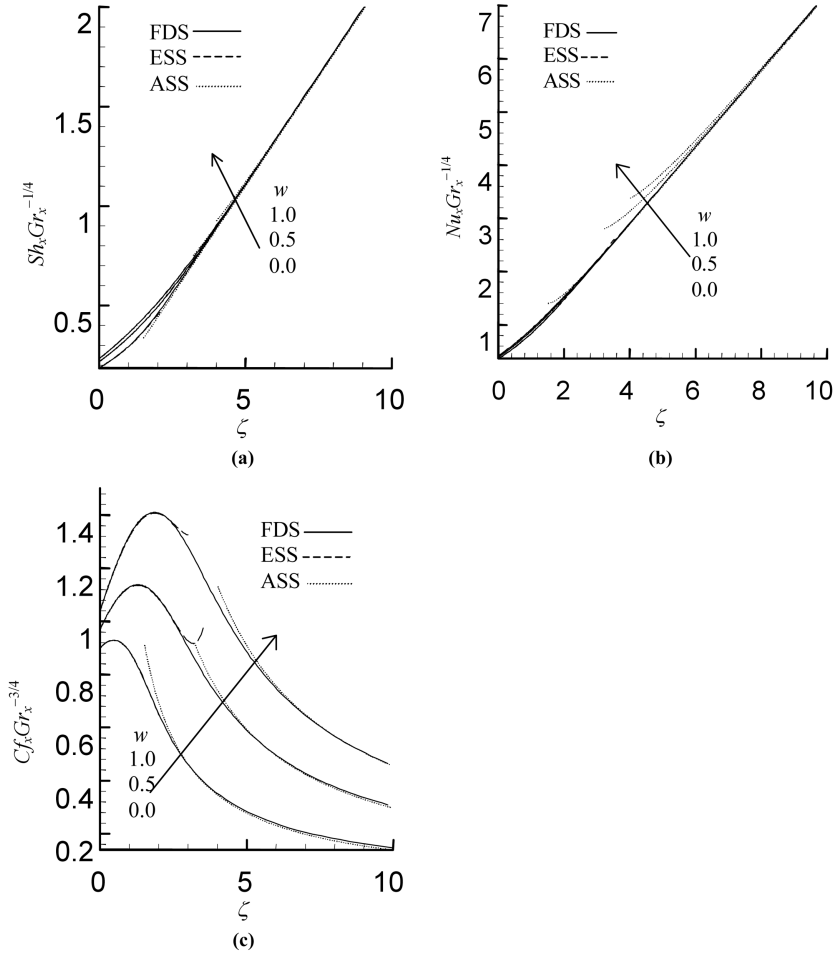 2
1.5
1
0.5
0
5
10
FDS
ESS
ASS
w
1.0
0.5
0.0
Sh_xGr_x^{-1/4}
ζ
(a)
7
6
5
4
3
2
1
0
2
4
6
8
10
FDS
ESS
ASS
w
1.0
0.5
0.0
Nu_xGr_x^{-1/4}
ζ
(b)
1.4
1.2
1
0.8
0.6
0.4
0.2
0
5
10
FDS
ESS
ASS
w
1.0
0.5
0.0
Cf_xGr_x^{-3/4}
ζ
(c)